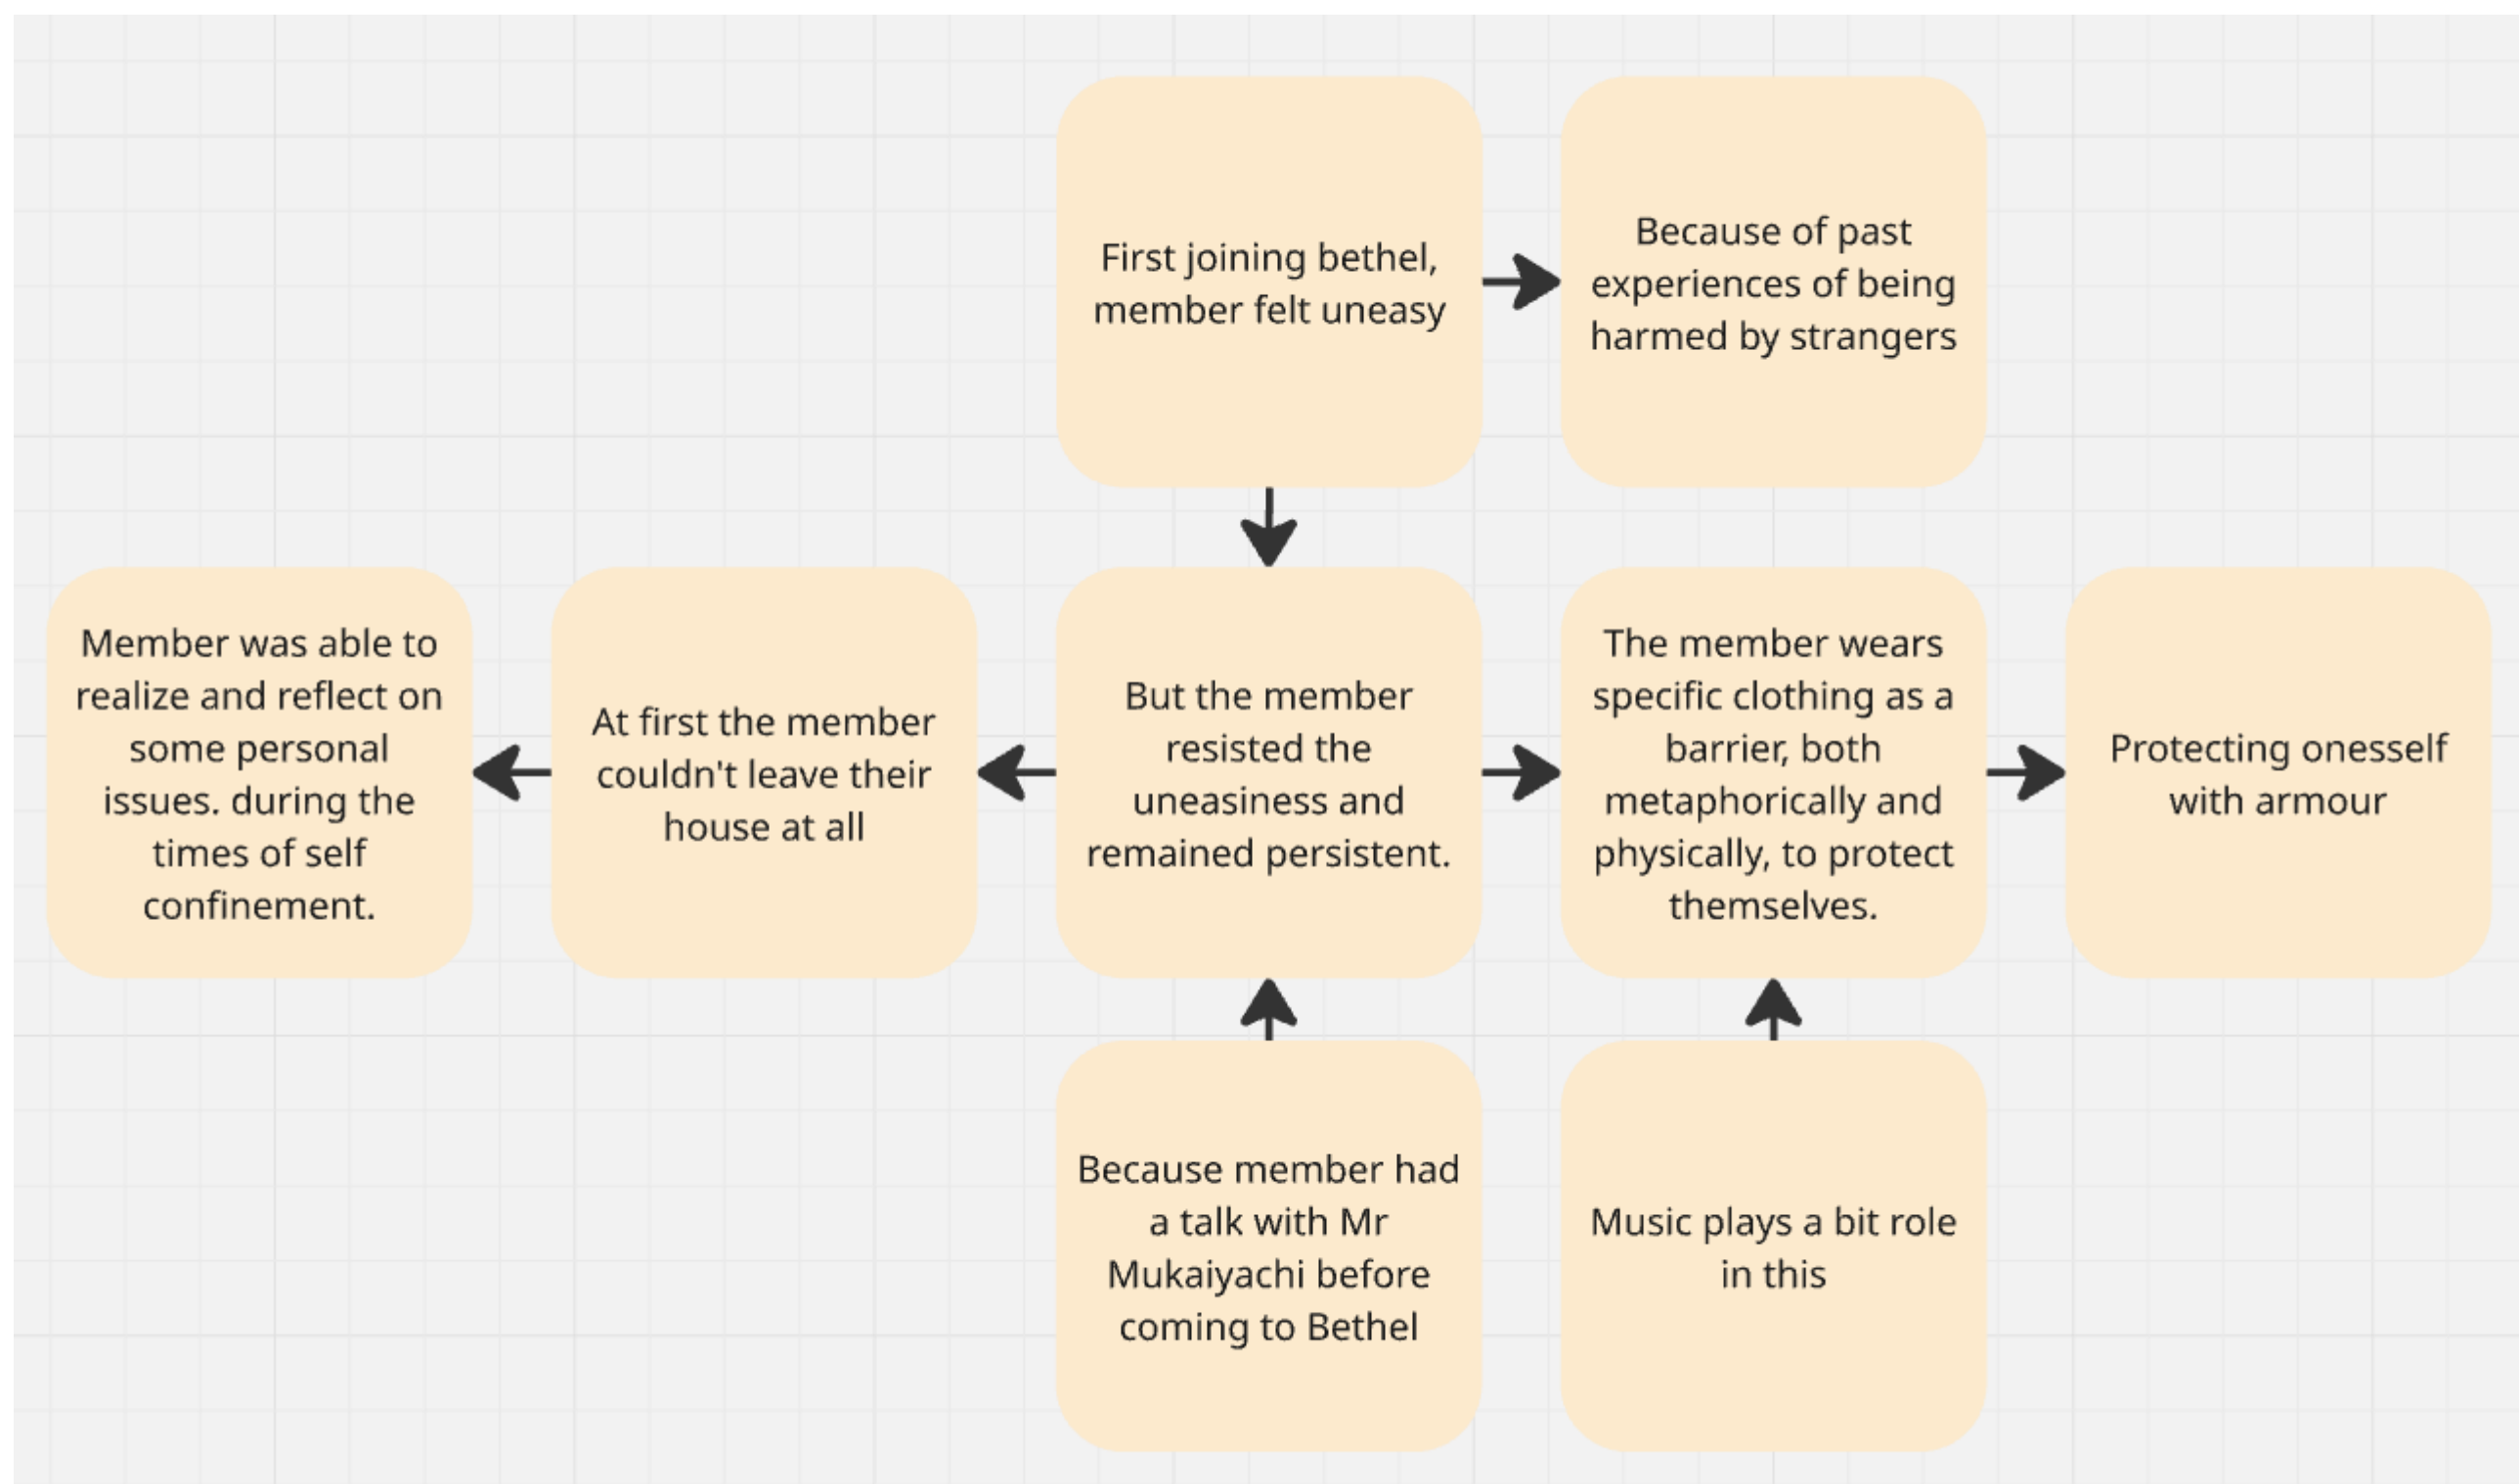 First joining bethel,
member felt uneasy
Because of past
experiences of being
harmed by strangers
Member was able to
realize and reflect on
some personal
issues. during the
times of self
confinement.
At first the member
couldn't leave their
house at all
But the member
resisted the
uneasiness and
remained persistent.
The member wears
specific clothing as a
barrier, both
metaphorically and
physically, to protect
themselves.
Protecting onesself
with armour
Because member had
a talk with Mr
Mukaiyachi before
coming to Bethel
Music plays a bit role
in this